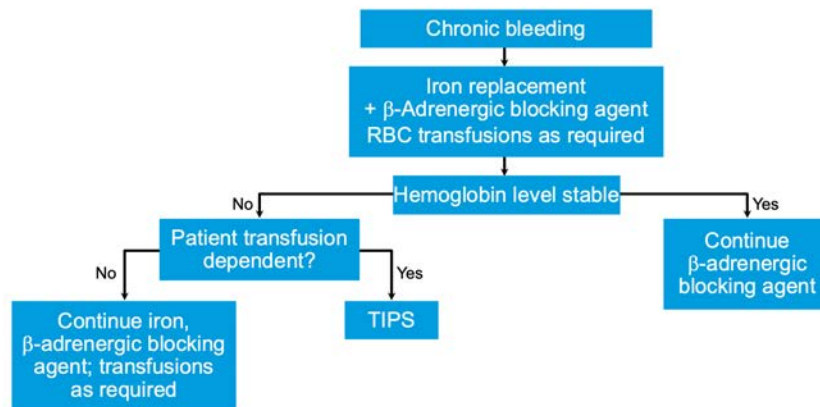 Chronic bleeding
Iron replacement
+ β-Adrenergic blocking agent
RBC transfusions as required
Hemoglobin level stable
No
Yes
Patient transfusion
dependent?
Continue
β-adrenergic
blocking agent
No
Yes
Continue iron,
β-adrenergic blocking
agent; transfusions
as required
TIPS